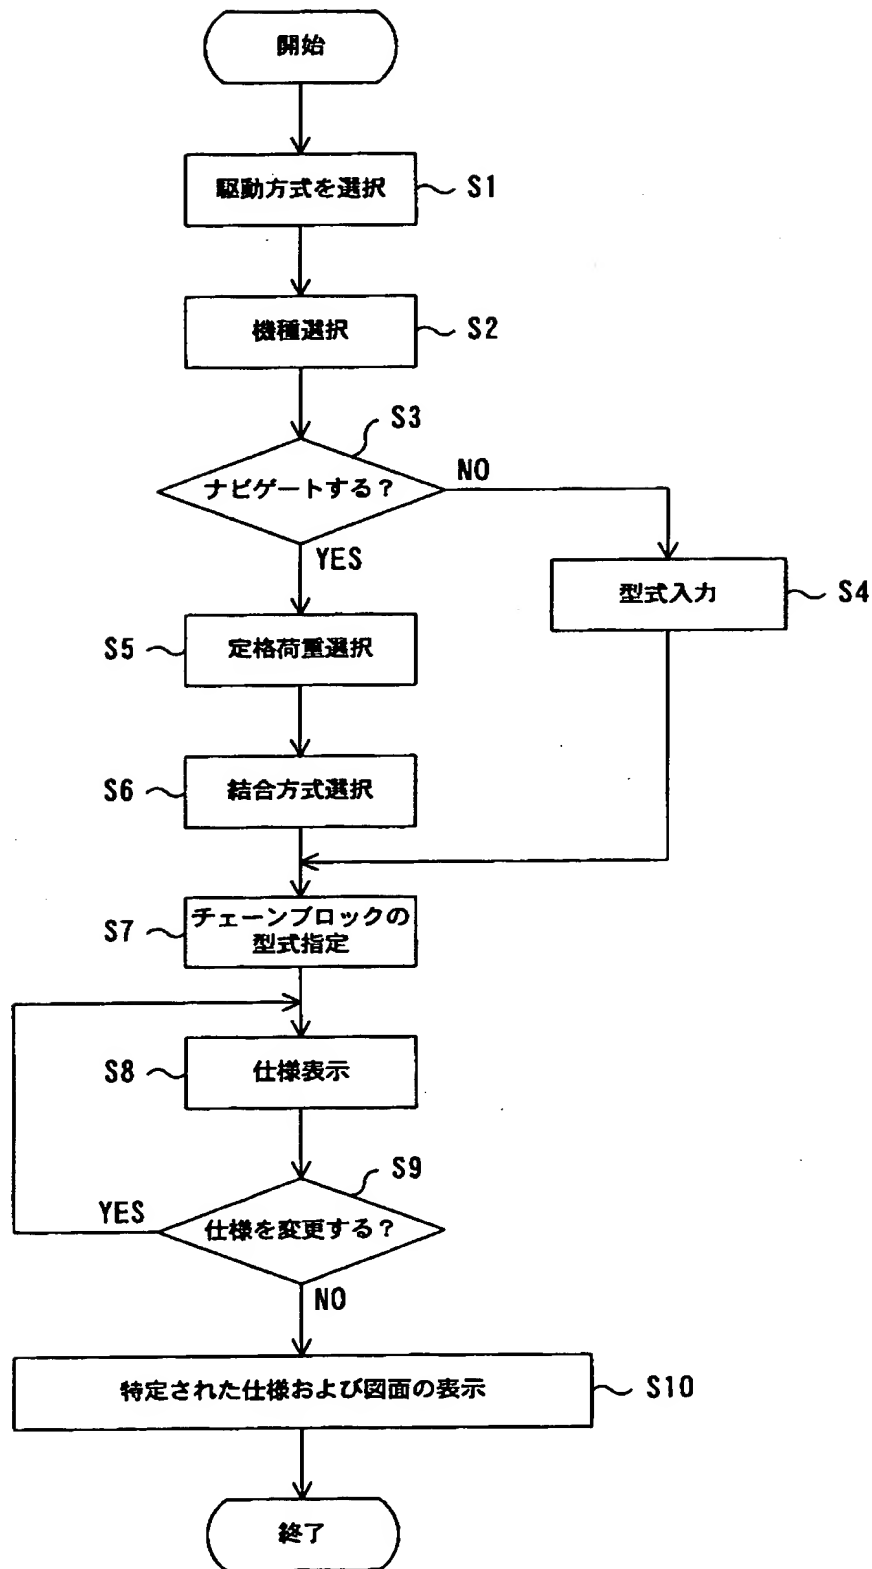 開始
駆動方式を選択
S1
機種選択
S2
S3
ナビゲートする？
NO
YES
型式入力
S4
S5
定格荷重選択
S6
結合方式選択
S7
チェーンブロックの
型式指定
S8
仕様表示
S9
YES
仕様を変更する？
NO
特定された仕様および図面の表示
S10
終了